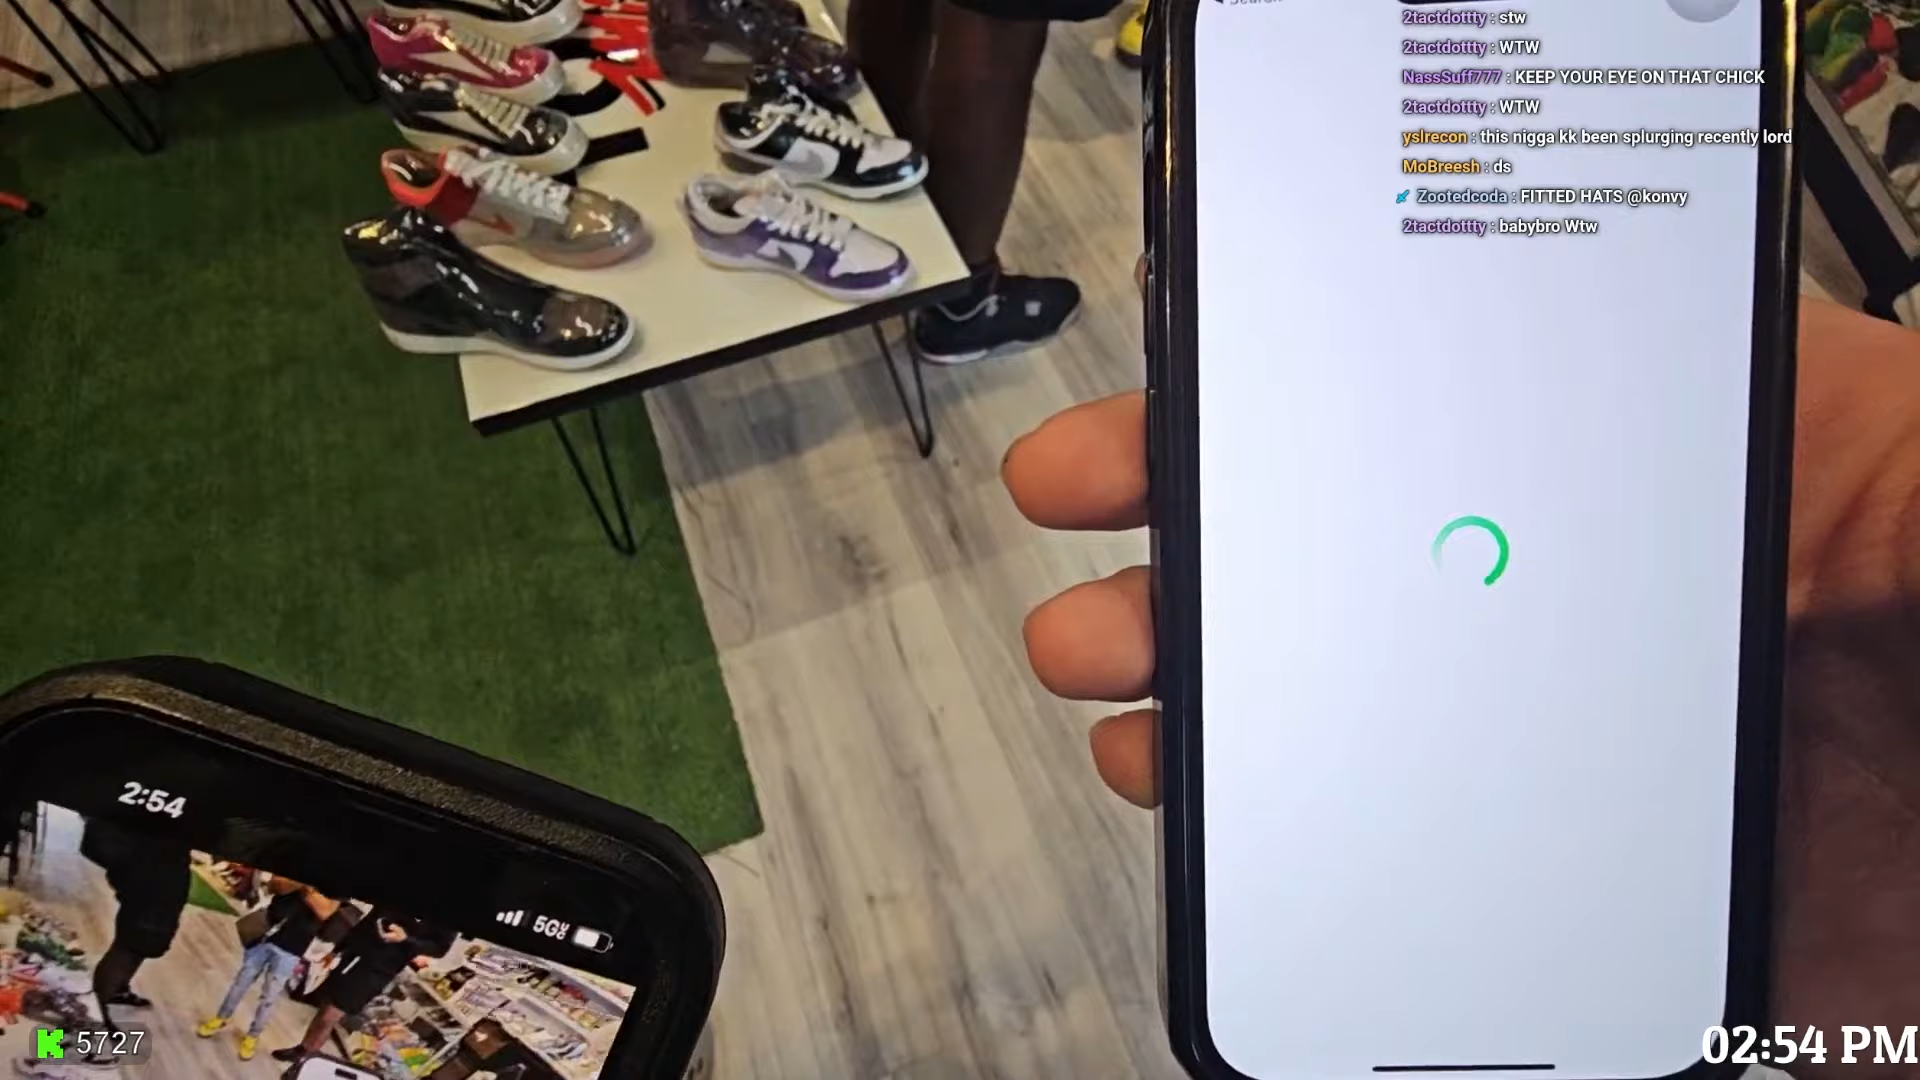 2tactdottty : stw
2tactdottty : WTW
NassSuff777 : KEEP YOUR EYE ON THAT CHICK
2tactdottty : WTW
yslrecon : this nigga kk been splurging recently lord
MoBreesh : ds
Zootedcoda : FITTED HATS @konvy
2tactdottty : babybro Wtw
2:54
5G
5727
02:54 PM